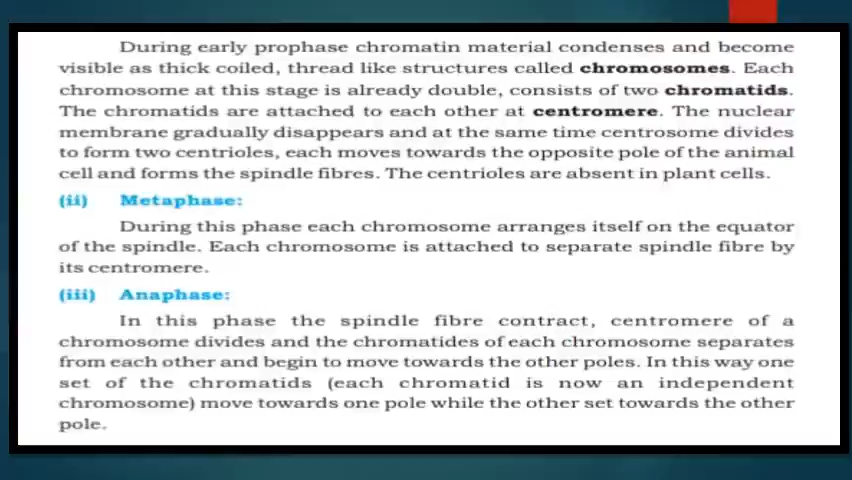 During early prophase chromatin material condenses and become
visible as thick coiled, thread like structures called chromosomes. Each
chromosome at this stage is already double, consists of two chromatids.
The chromatids are attached to each other at centromere. The nuclear
membrane gradually disappears and at the same time centrosome divides
to form two centrioles, each moves towards the opposite pole of the animal
cell and forms the spindle fibres. The centrioles are absent in plant cells.
(ii) Metaphase:
During this phase each chromosome arranges itself on the equator
of the spindle. Each chromosome is attached to separate spindle fibre by
its centromere.
(iii) Anaphase:
In this phase the spindle fibre contract, centromere of a
chromosome divides and the chromatides of each chromosome separates
from each other and begin to move towards the other poles. In this way one
set of the chromatids (each chromatid is now an independent
chromosome) move towards one pole while the other set towards the other
pole.